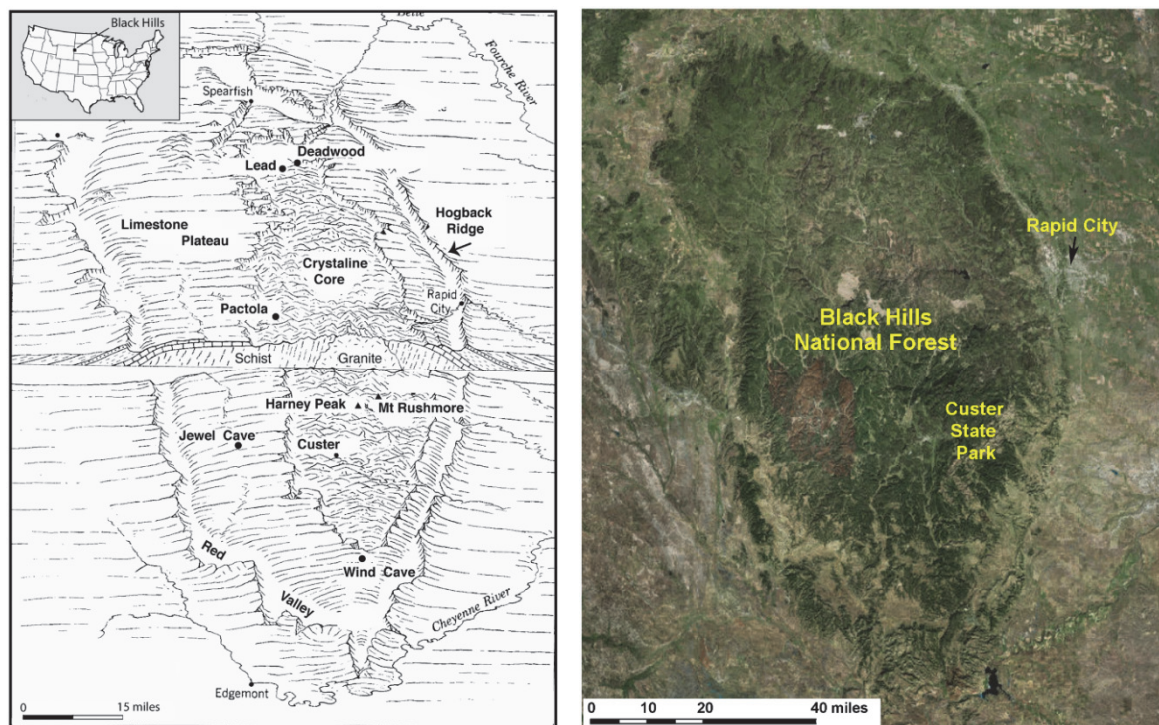 Black Hills
Belle
Fourche River
Spearfish
Deadwood
Lead
Limestone
Plateau
Hogback
Ridge
Crystaline
Core
Rapid
City
Pactola
Schist
Granite
Harney Peak
Mt Rushmore
Jewel Cave
Custer
Red
Valley
Wind Cave
Cheyenne River
Edgemont
0
15 miles
Rapid City
Black Hills
National Forest
Custer
State
Park
0 10 20 40 miles